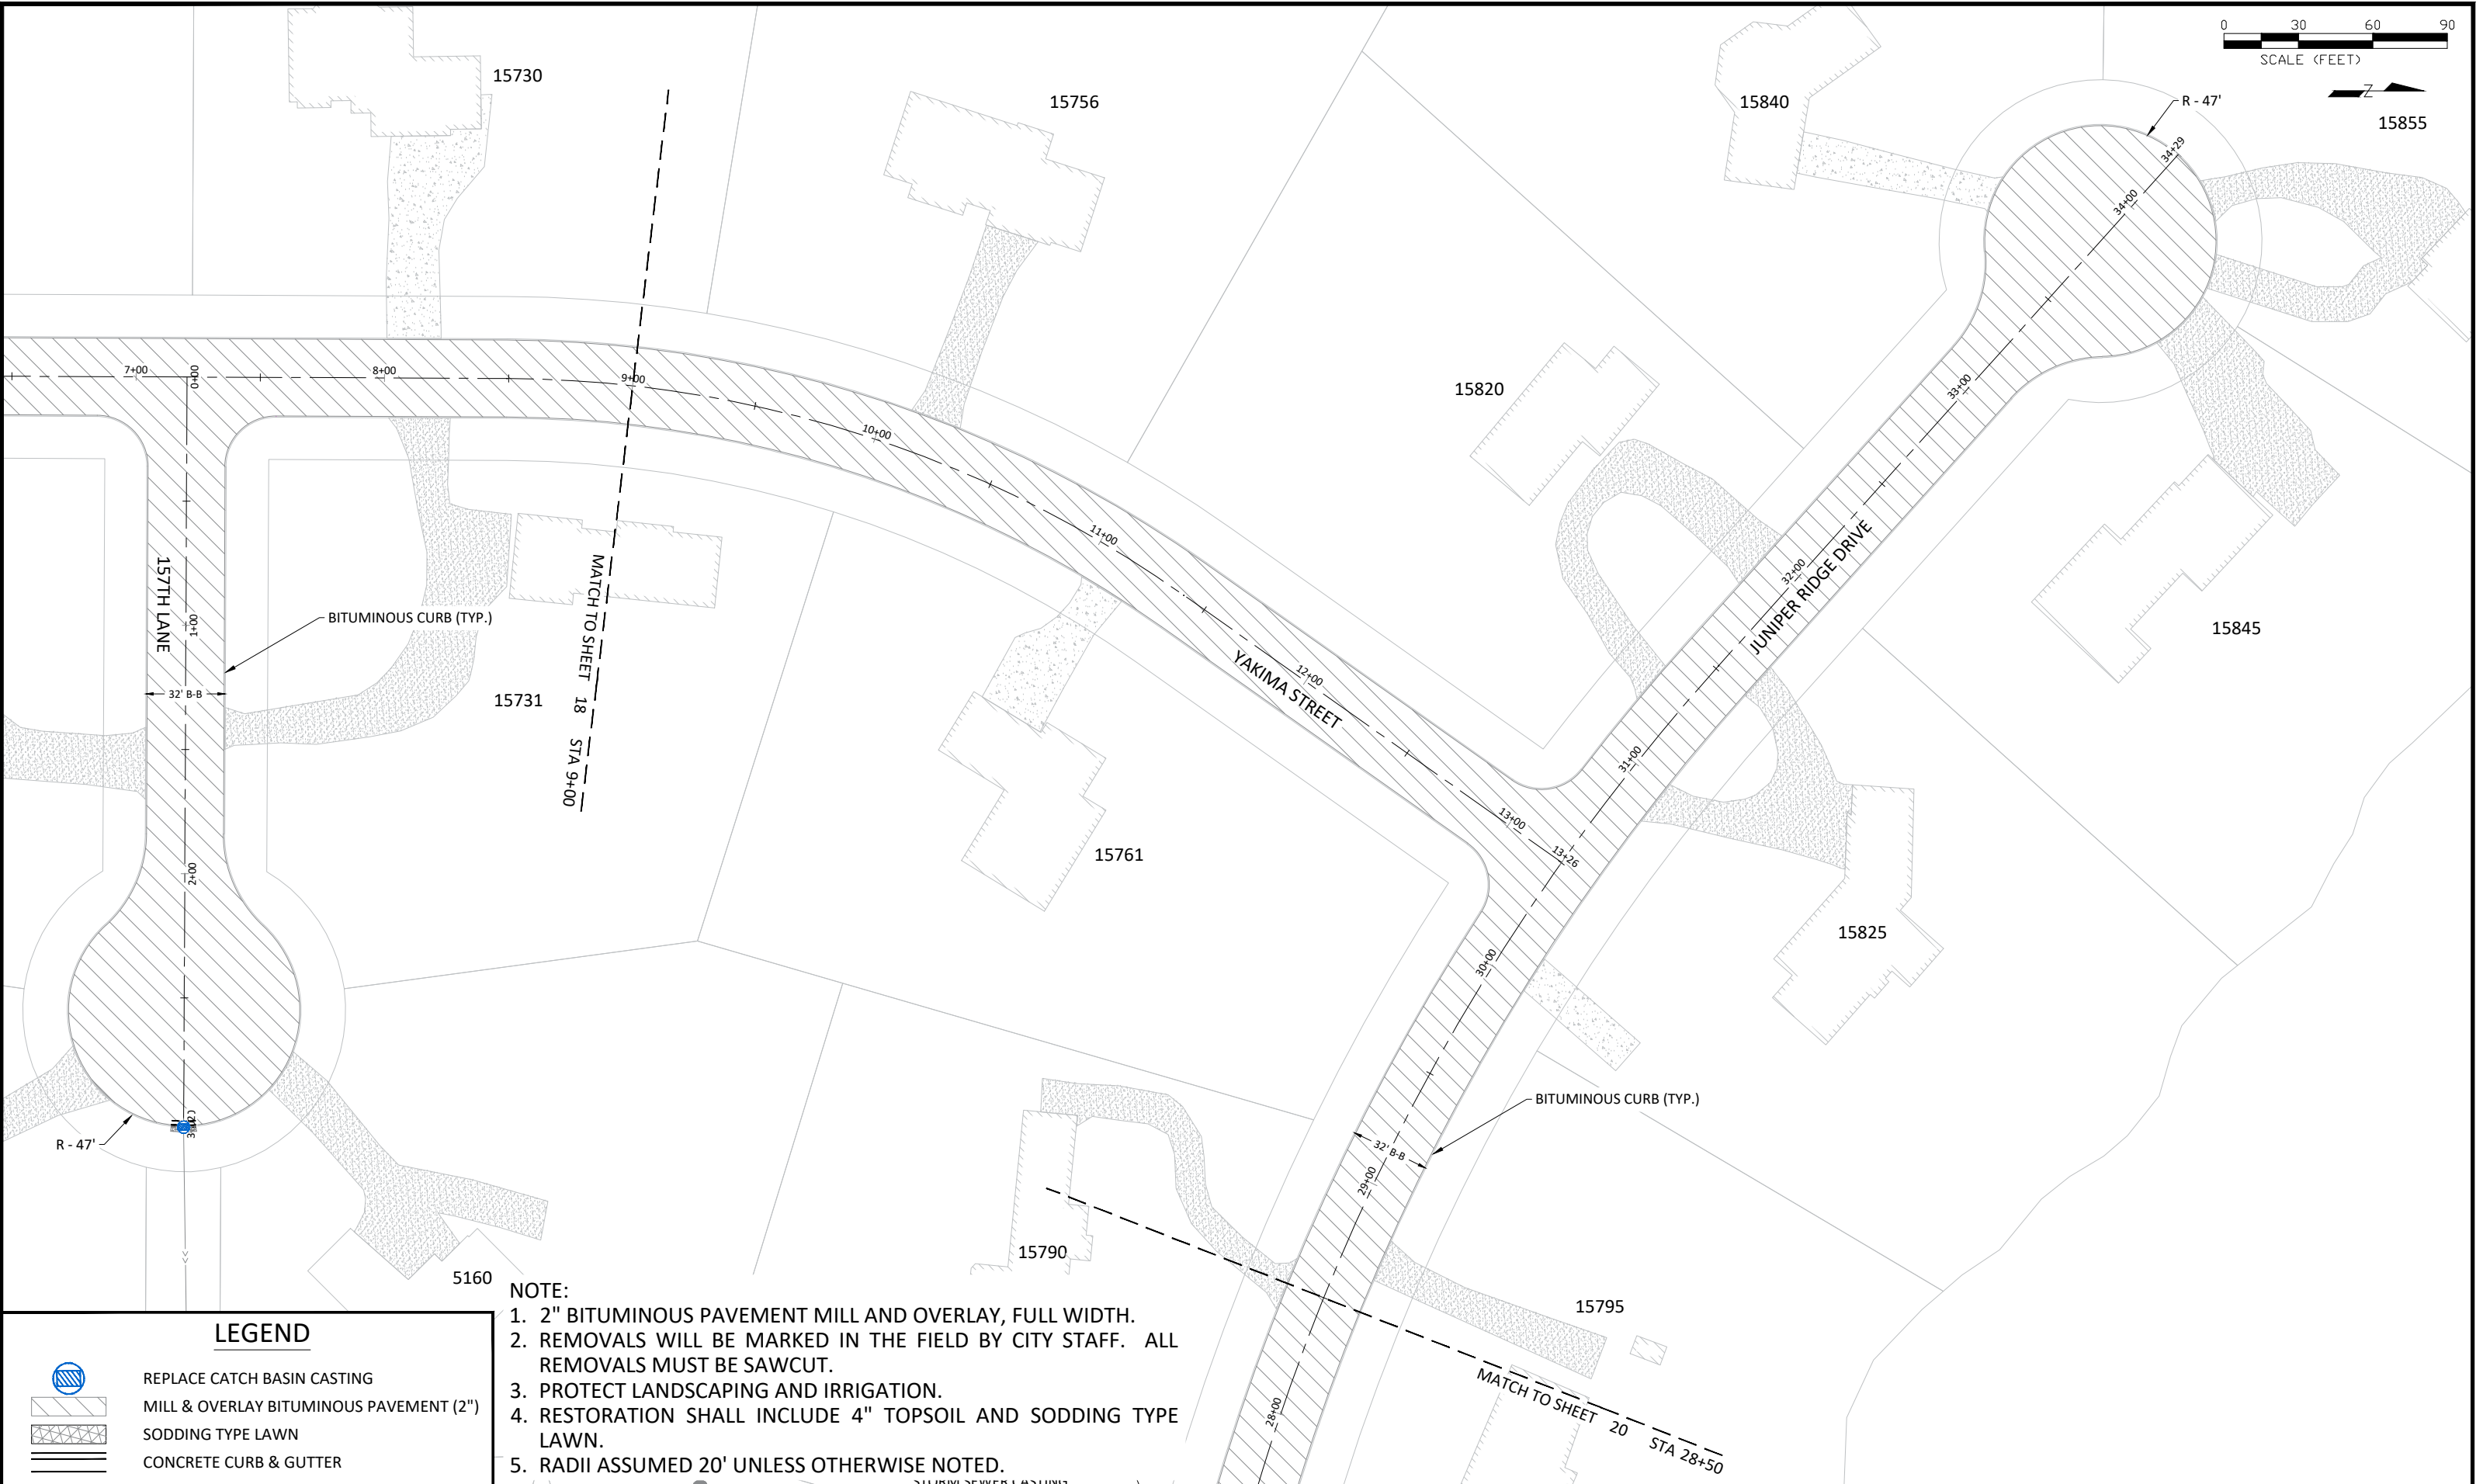 0 30 60 90
SCALE (FEET)
Z
15730
15756
15840
R - 47'
15855
34+29
34+00
15820
33+00
7+00
0+00
8+00
9+00
10+00
11+00
12+00
13+00
13+26
YAKIMA STREET
32+00
JUNIPER RIDGE DRIVE
31+00
15845
157TH LANE
1+00
BITUMINOUS CURB (TYP.)
32' B-B
15731
MATCH TO SHEET 18 STA 9+00
15761
15825
2+00
30+00
R - 47'
BITUMINOUS CURB (TYP.)
32' B-B
29+00
15790
5160
15795
MATCH TO SHEET 20 STA 28+50
28+00
NOTE:
1. 2" BITUMINOUS PAVEMENT MILL AND OVERLAY, FULL WIDTH.
2. REMOVALS WILL BE MARKED IN THE FIELD BY CITY STAFF. ALL
REMOVALS MUST BE SAWCUT.
3. PROTECT LANDSCAPING AND IRRIGATION.
4. RESTORATION SHALL INCLUDE 4" TOPSOIL AND SODDING TYPE
LAWN.
5. RADII ASSUMED 20' UNLESS OTHERWISE NOTED.
LEGEND
REPLACE CATCH BASIN CASTING
MILL & OVERLAY BITUMINOUS PAVEMENT (2")
SODDING TYPE LAWN
CONCRETE CURB & GUTTER